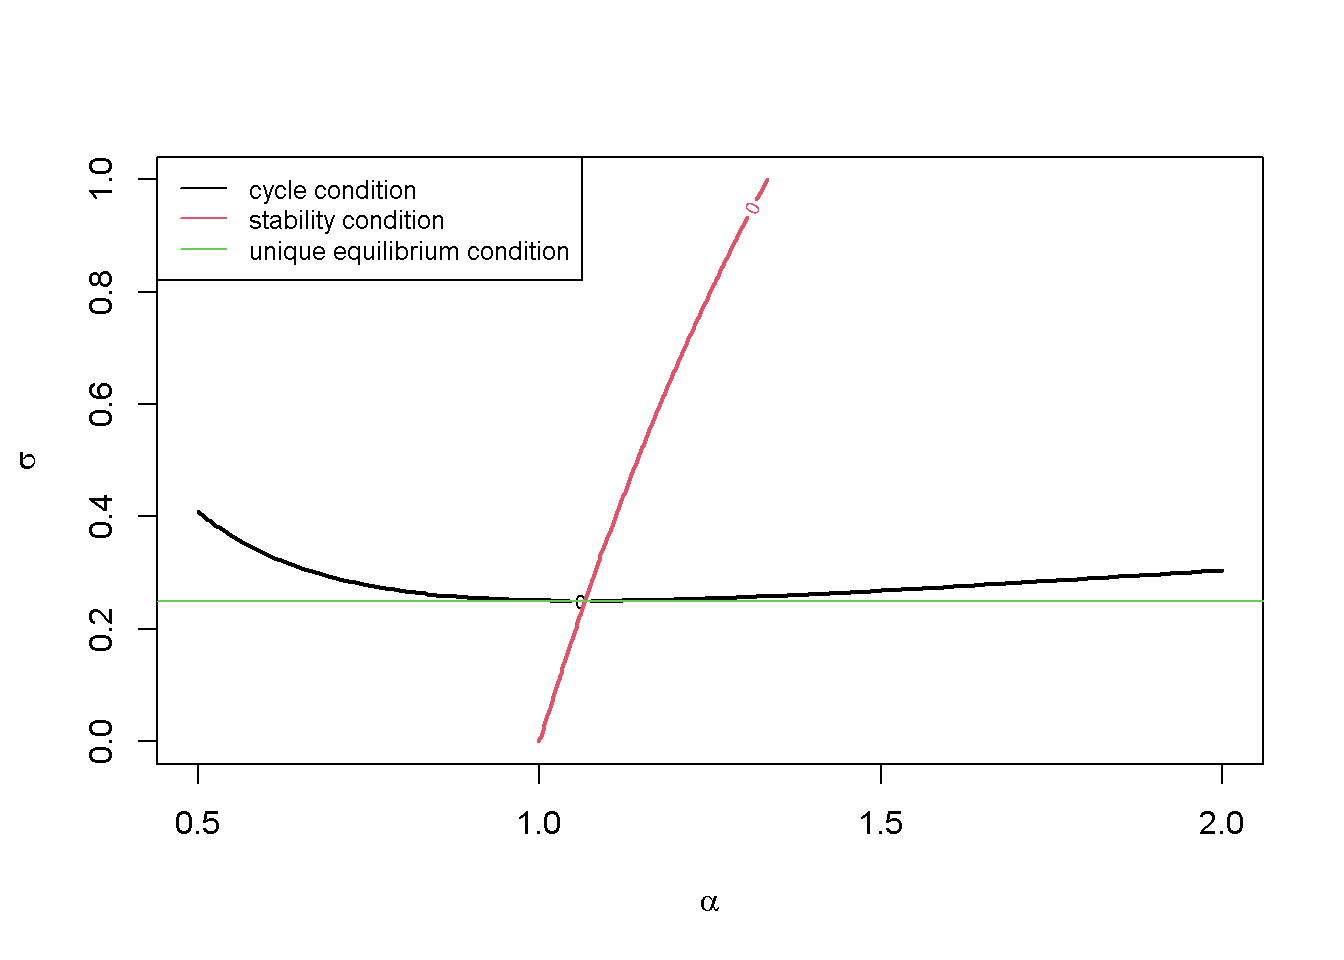 cycle condition
stability condition
unique equilibrium condition
1.0
0.8
0.6
0.4
0.2
0.0
σ
0
0
0.5
1.0
1.5
2.0
α